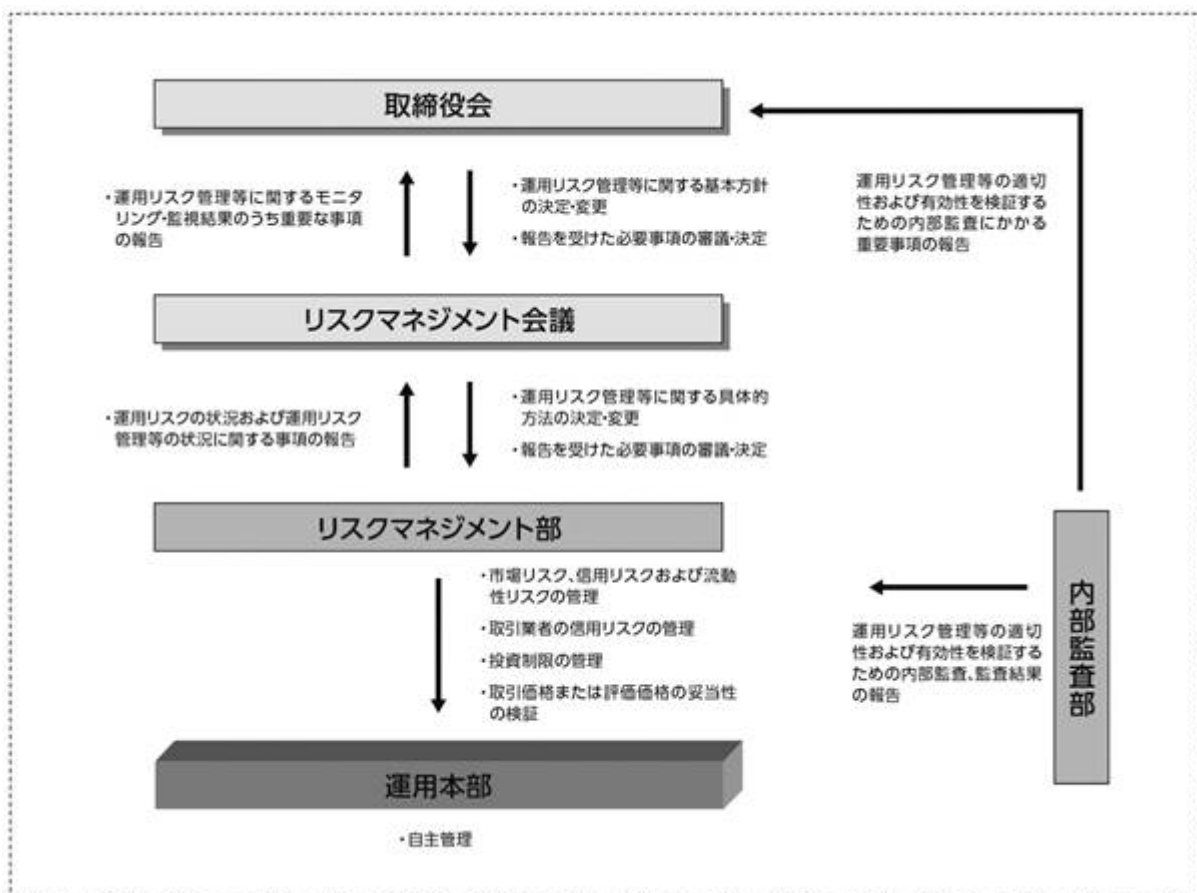 取締役会
・運用リスク管理等に関するモニタ
リング・監視結果のうち重要な事項
の報告
・運用リスク管理等に関する基本方針
の決定・変更
・報告を受けた必要事項の審議・決定
運用リスク管理等の適切
性および有効性を検証する
ための内部監査にかかる
重要事項の報告
リスクマネジメント会議
・運用リスクの状況および運用リスク
管理等の状況に関する事項の報告
・運用リスク管理等に関する具体的
方法の決定・変更
・報告を受けた必要事項の審議・決定
リスクマネジメント部
・市場リスク、信用リスクおよび流動
性リスクの管理
・取引業者の信用リスクの管理
・投資制限の管理
・取引価格または評価価格の妥当性
の検証
運用リスク管理等の適切
性および有効性を検証する
ための内部監査、監査結果
の報告
内部監査部
運用本部
・自主管理